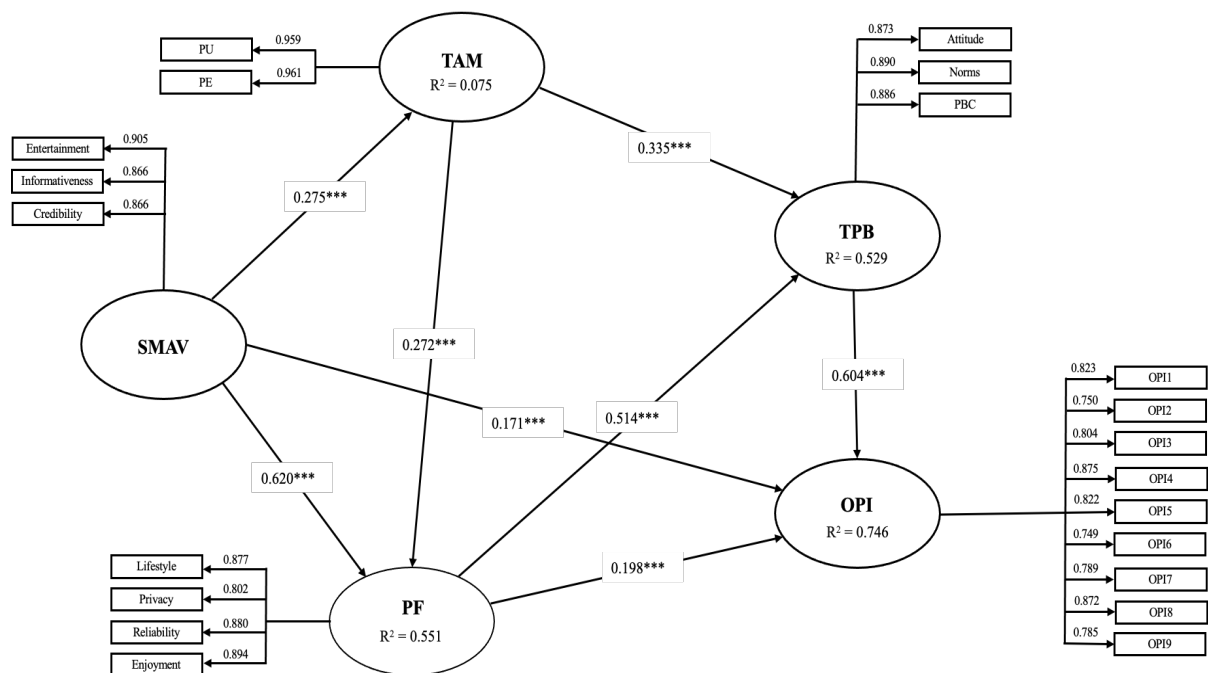 PU
0.959
PE
0.961
TAM
R² = 0.075
0.873
Attitude
0.890
Norms
0.886
PBC
0.335***
Entertainment
0.905
Informativeness
0.866
Credibility
0.866
0.275***
TPB
R² = 0.529
SMAV
0.272***
0.604***
0.171***
0.514***
0.620***
0.823
OPI1
0.750
OPI2
0.804
OPI3
0.875
OPI4
0.822
OPI5
0.749
OPI6
0.789
OPI7
0.872
OPI8
0.785
OPI9
OPI
R² = 0.746
0.198***
Lifestyle
0.877
Privacy
0.802
Reliability
0.880
Enjoyment
0.894
PF
R² = 0.551